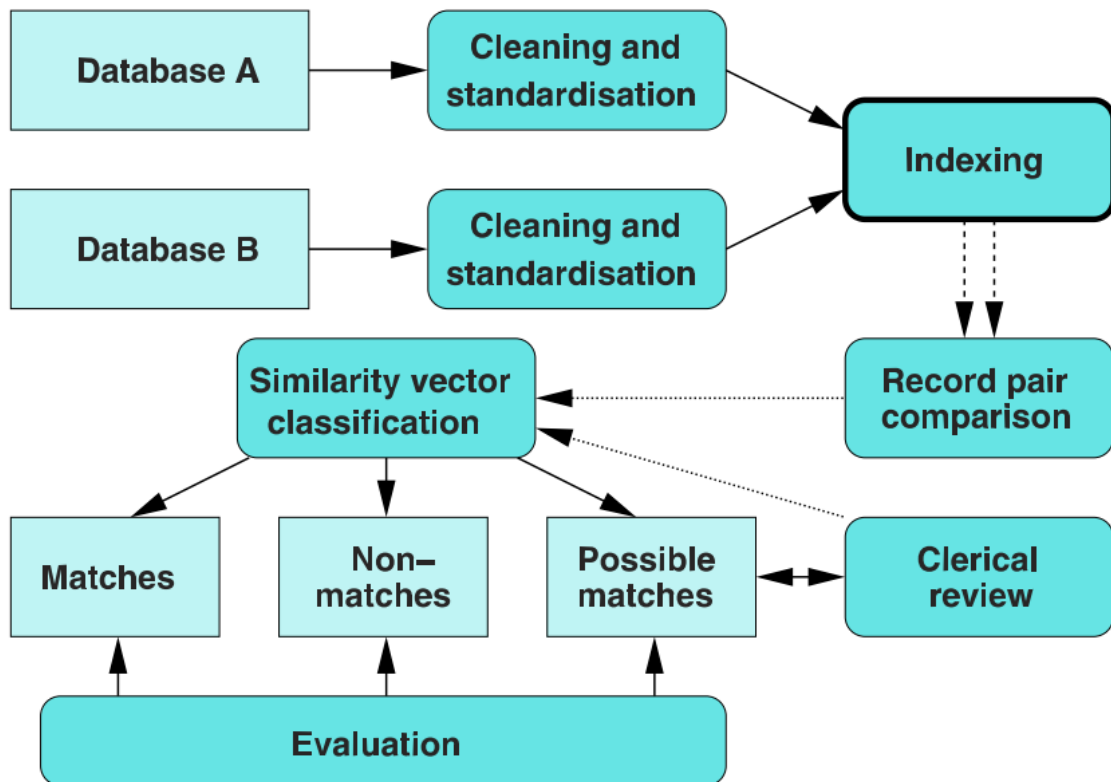 Database A
Cleaning and
standardisation
Indexing
Database B
Cleaning and
standardisation
Similarity vector
classification
Record pair
comparison
Matches
Non–
matches
Possible
matches
Clerical
review
Evaluation